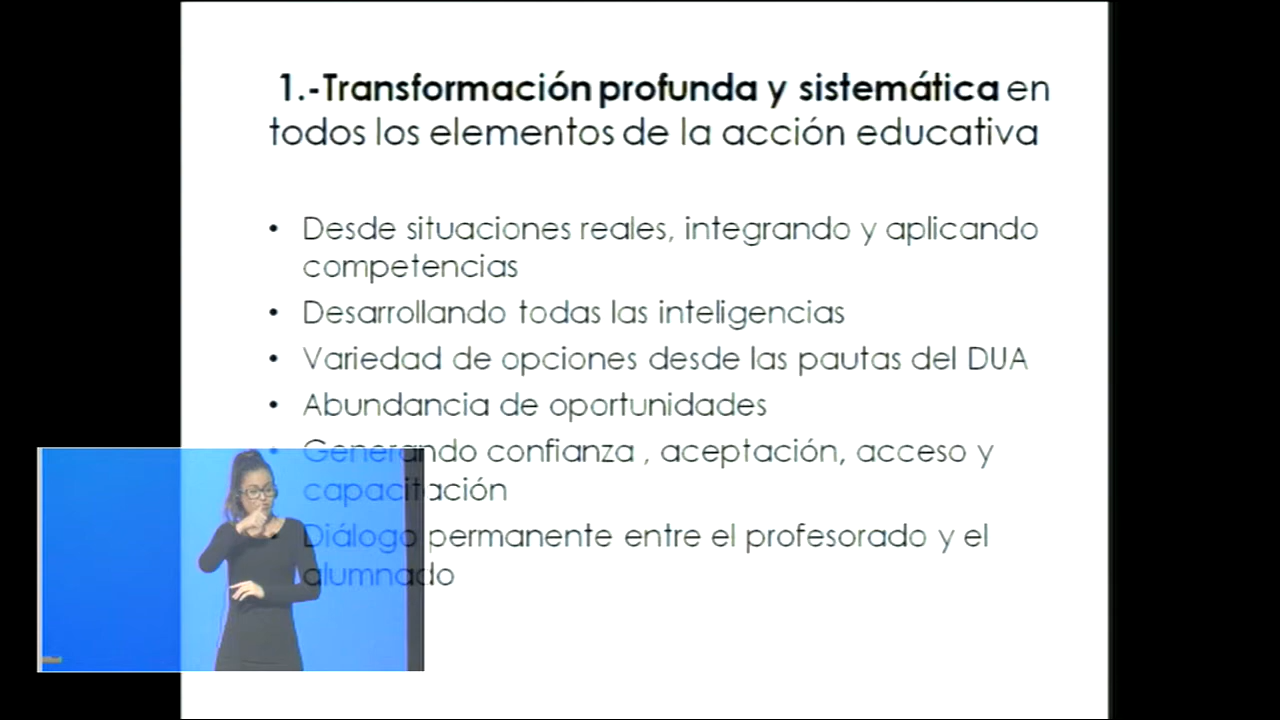 1.-Transformación profunda y sistemática en
todos los elementos de la acción educativa
• Desde situaciones reales, integrando y aplicando
competencias
• Desarrollando todas las inteligencias
• Variedad de opciones desde las pautas del DUA
• Abundancia de oportunidades
• Generando confianza , aceptación, acceso y
capacitación
• Diálogo permanente entre el profesorado y el
alumnado